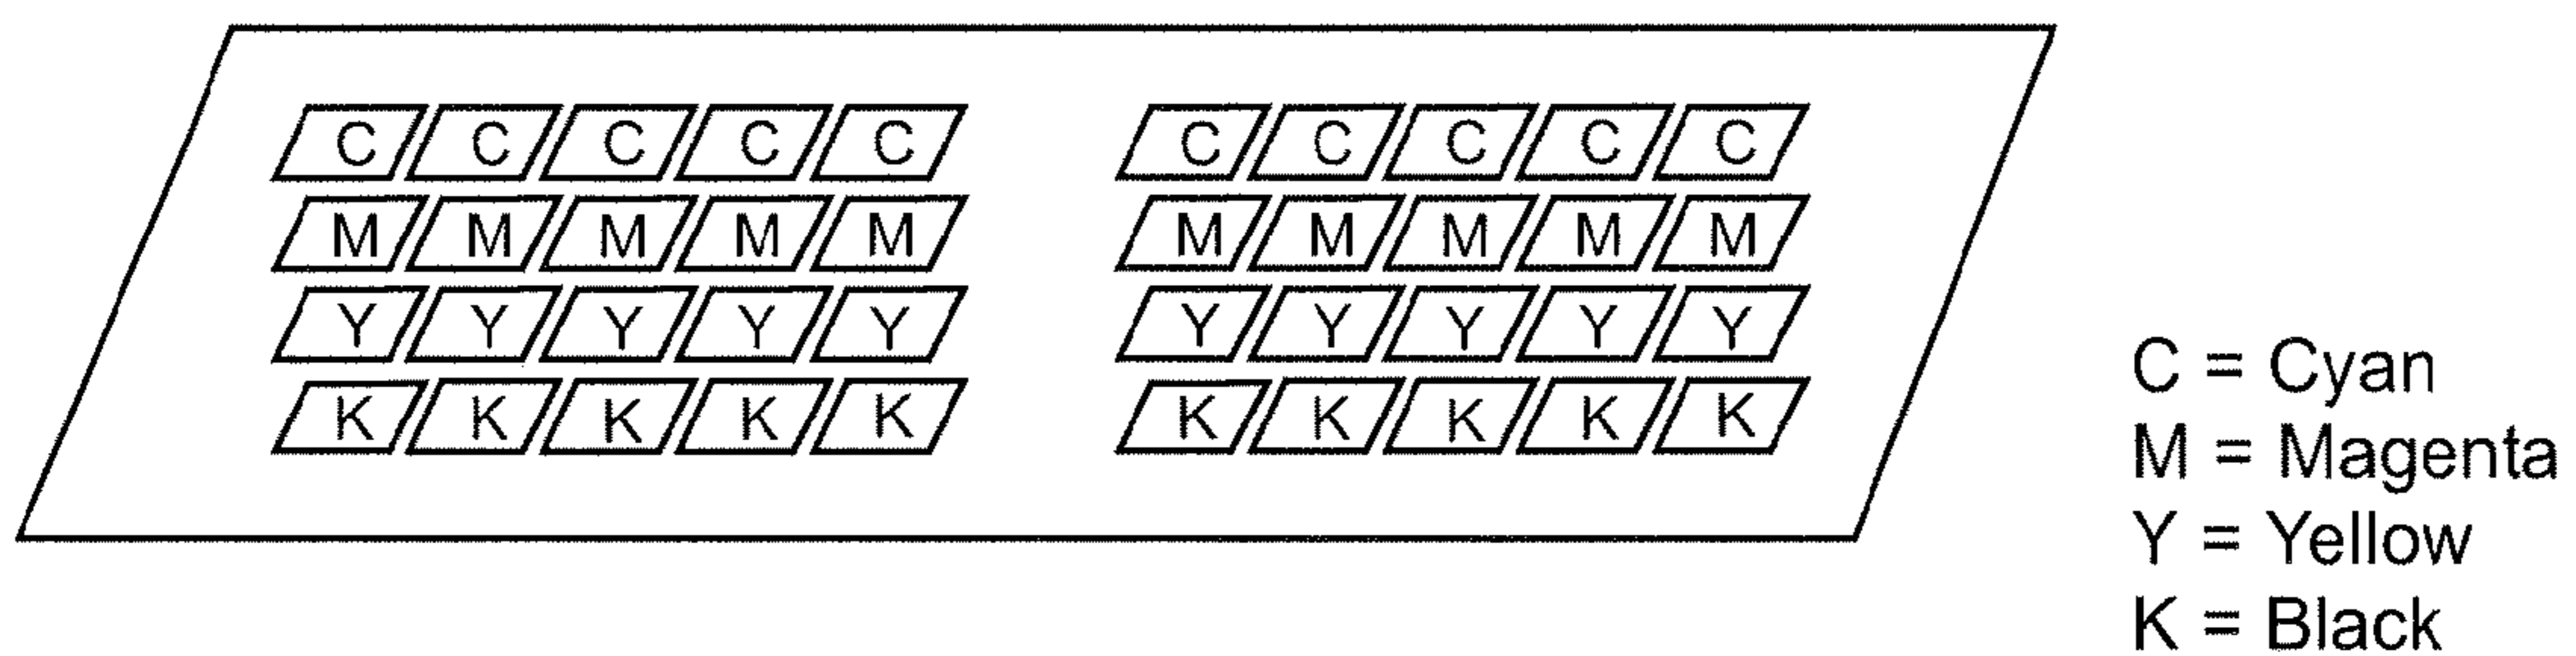 C C C C C C C C C C
M M M M M M M M M M
Y Y Y Y Y Y Y Y Y Y
K K K K K K K K K K
C = Cyan
M = Magenta
Y = Yellow
K = Black